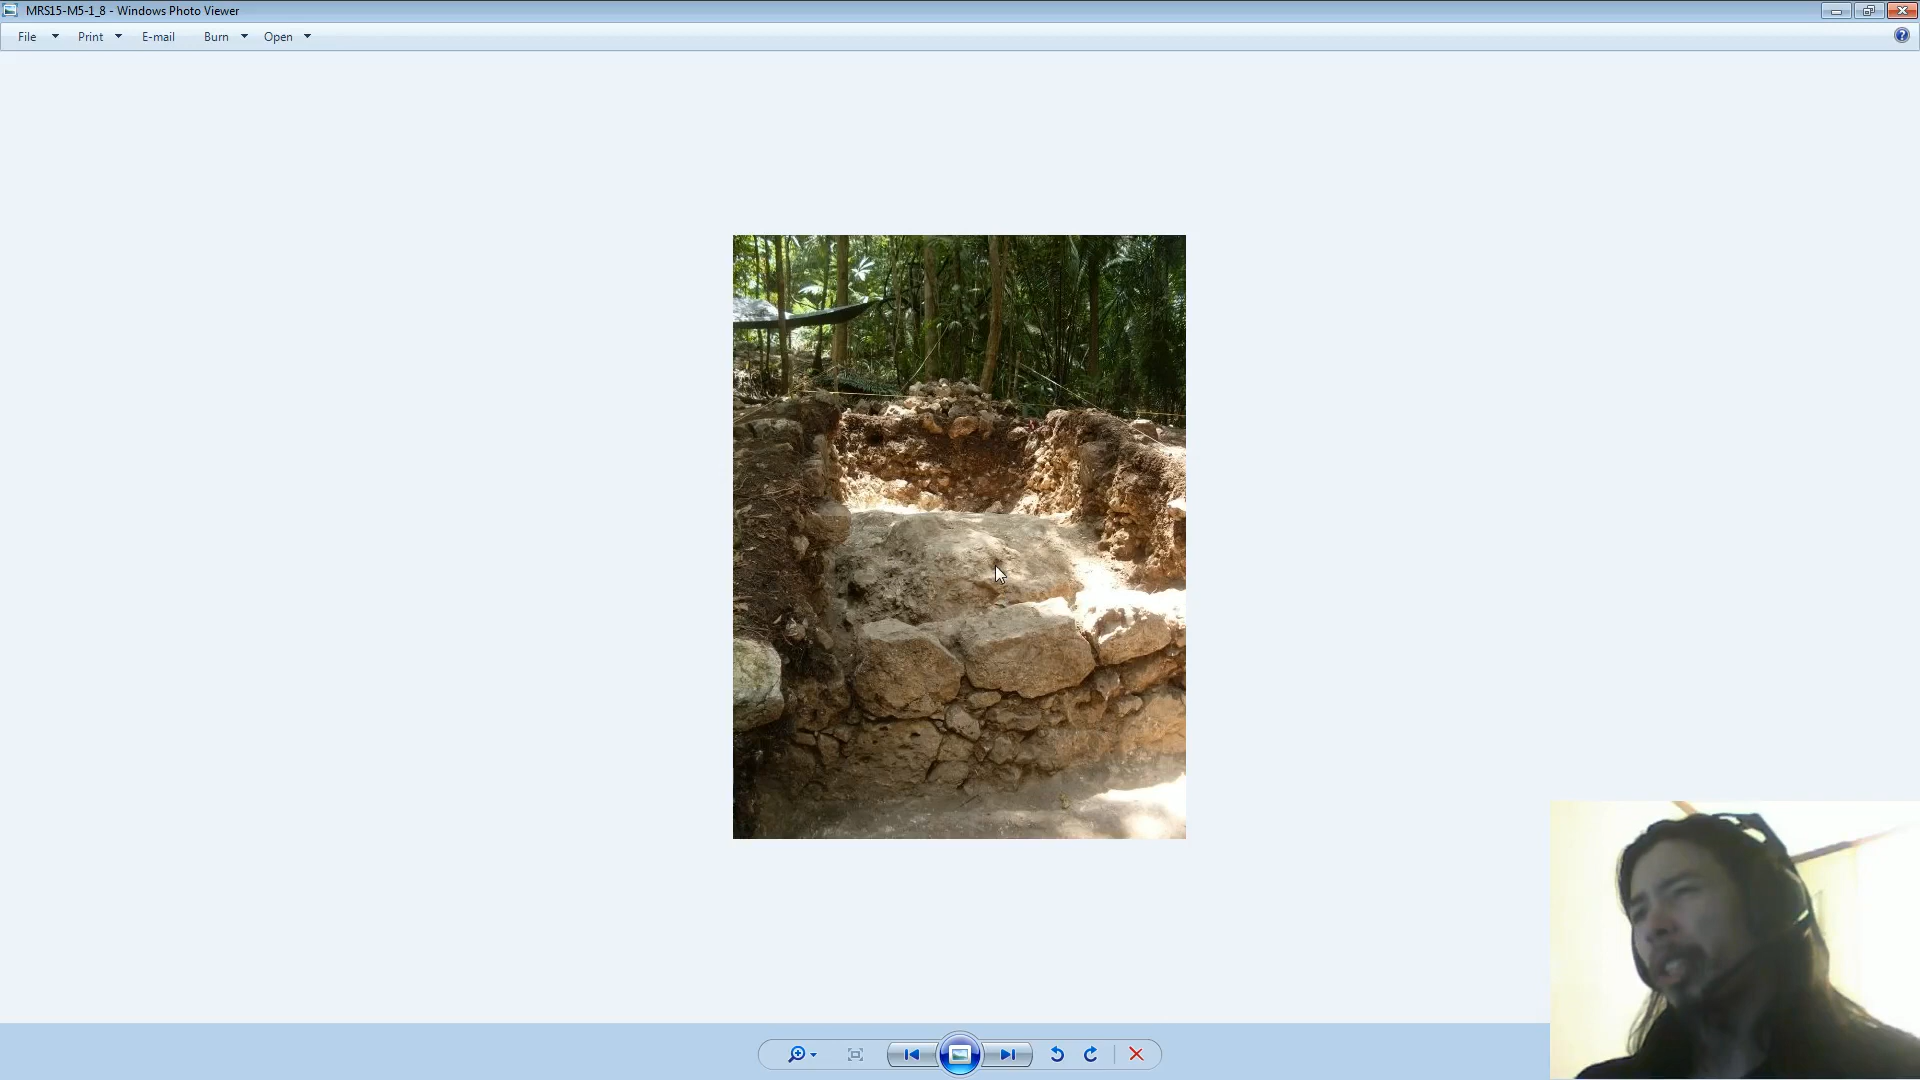 MRS15-M5-1_8 - Windows Photo Viewer
File Print E-mail Burn Open